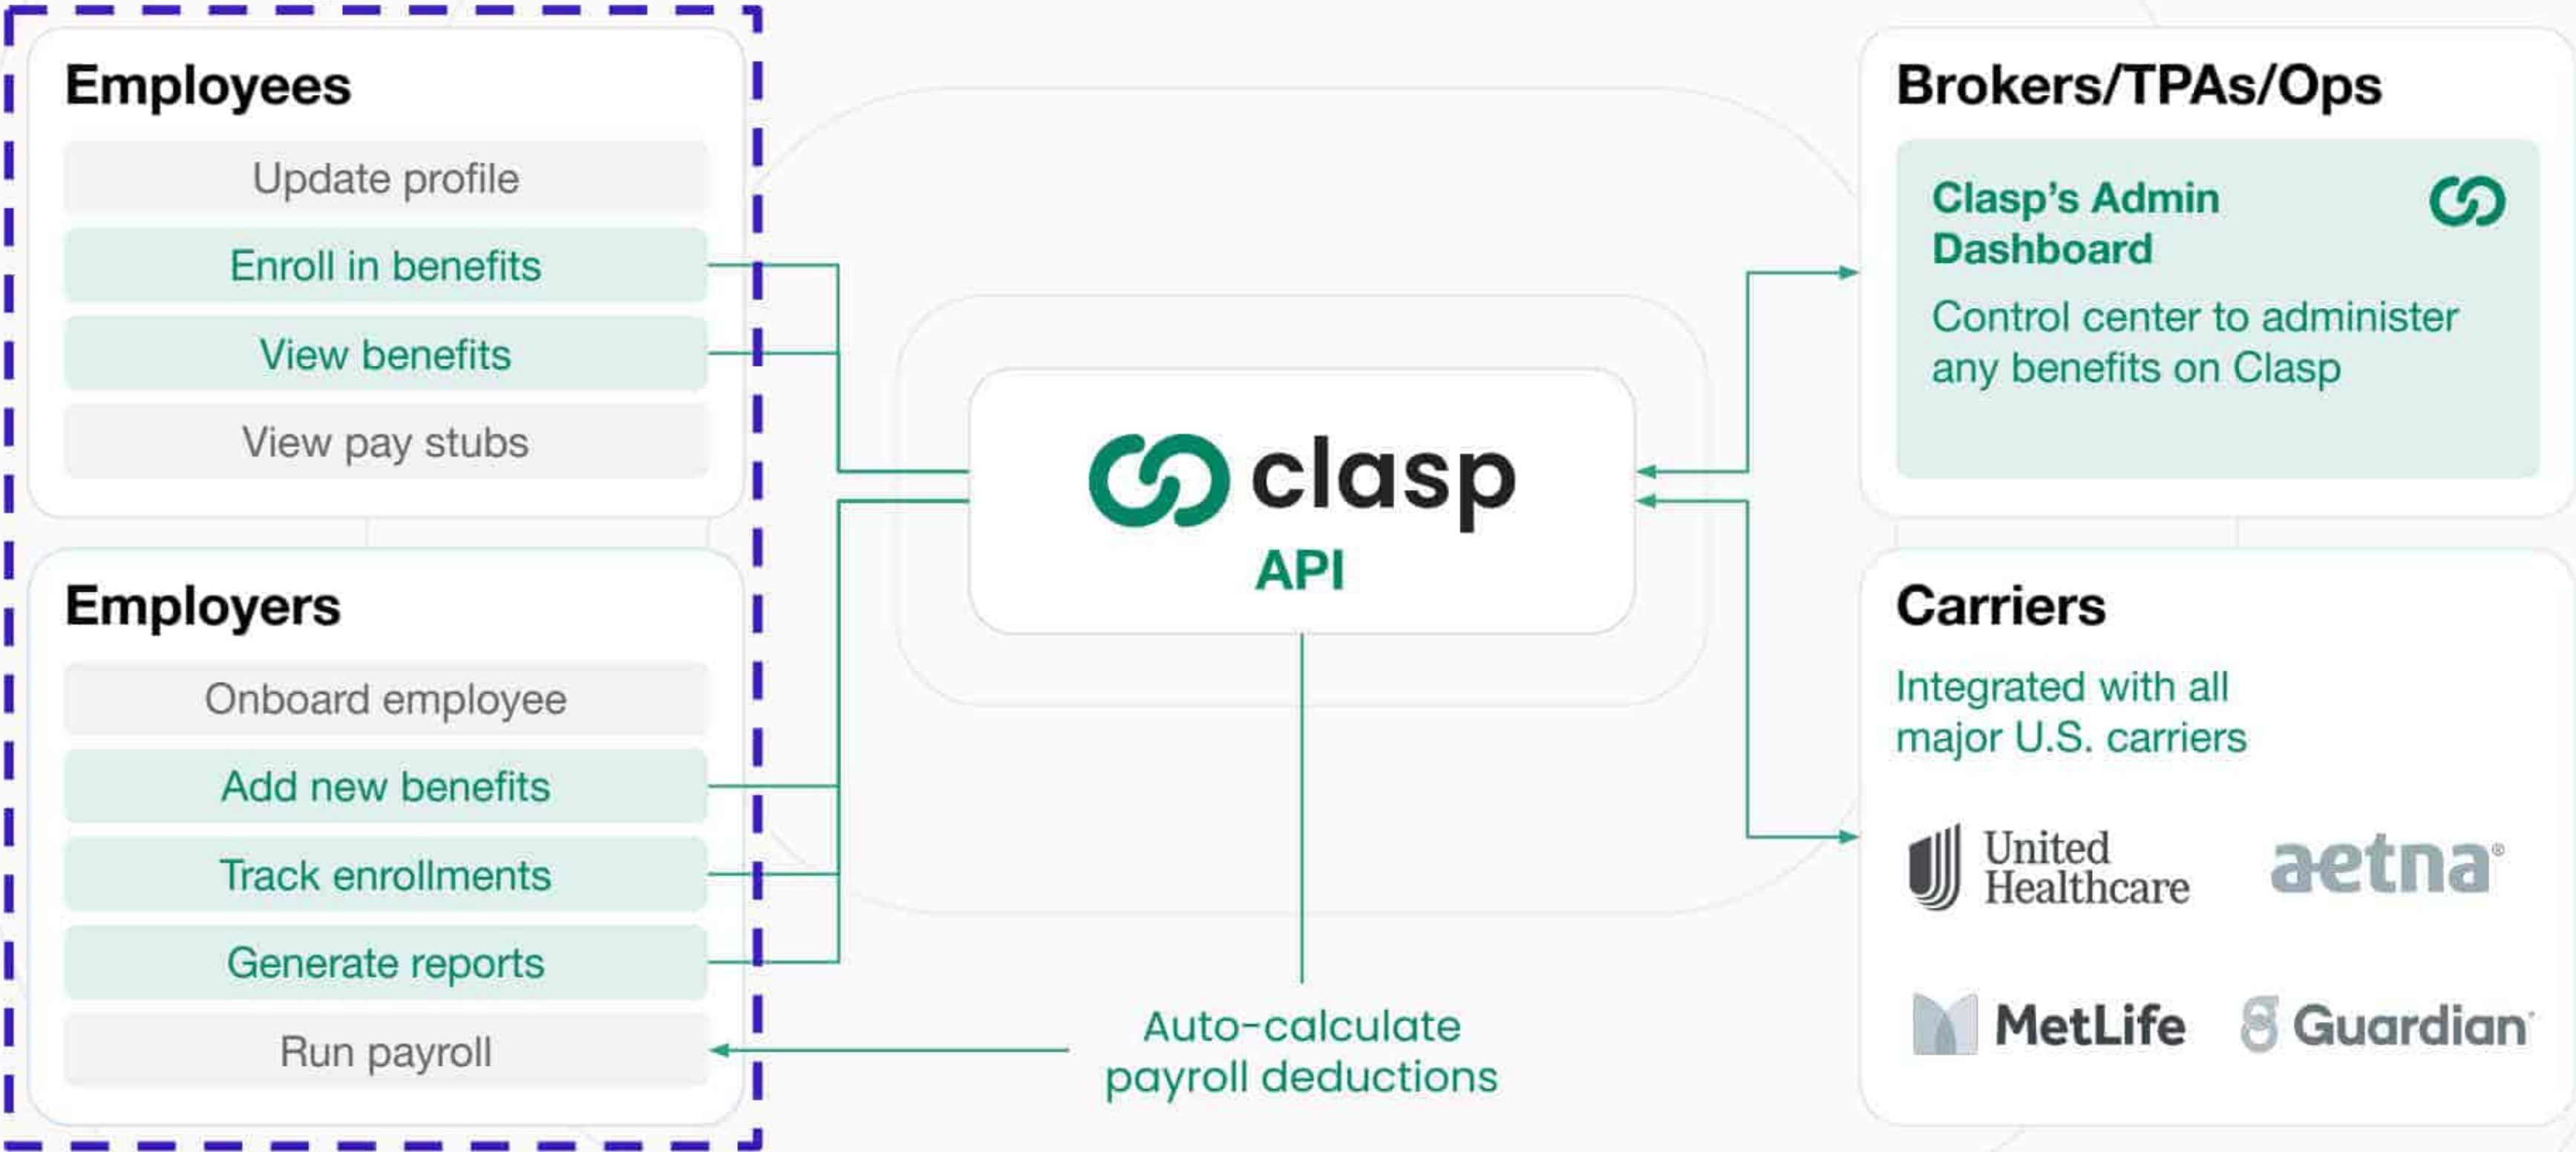 Employees
Update profile
Enroll in benefits
View benefits
View pay stubs
Employers
Onboard employee
Add new benefits
Track enrollments
Generate reports
Run payroll
clasp
API
Auto-calculate
payroll deductions
Brokers/TPAs/Ops
Clasp’s Admin
Dashboard
Control center to administer
any benefits on Clasp
Carriers
Integrated with all
major U.S. carriers
United
Healthcare
aetna®
MetLife
Guardian